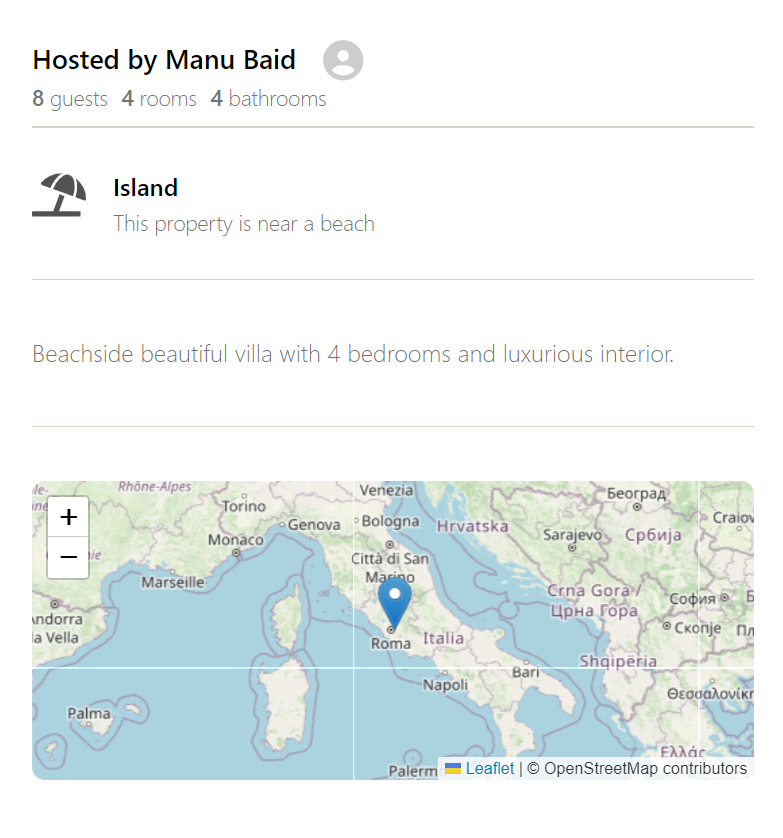 Hosted by Manu Baid
8 guests 4 rooms 4 bathrooms
Island
This property is near a beach
Beachside beautiful villa with 4 bedrooms and luxurious interior.
Rhône-Alpes
Venezia
Београд
+
Torino
Genova
Bologna
Hrvatska
Craiov
Monaco
Sarajevo
Србија
−
Città di San
Marino
Marseille
Crna Gora /
Црна Гора
София
Andorra
la Vella
Roma
Italia
Скопје
Shqipëria
Napoli
Bari
Θεσσαλονίκη
Palma
Ελλάς
Palerm
Leaflet | © OpenStreetMap contributors